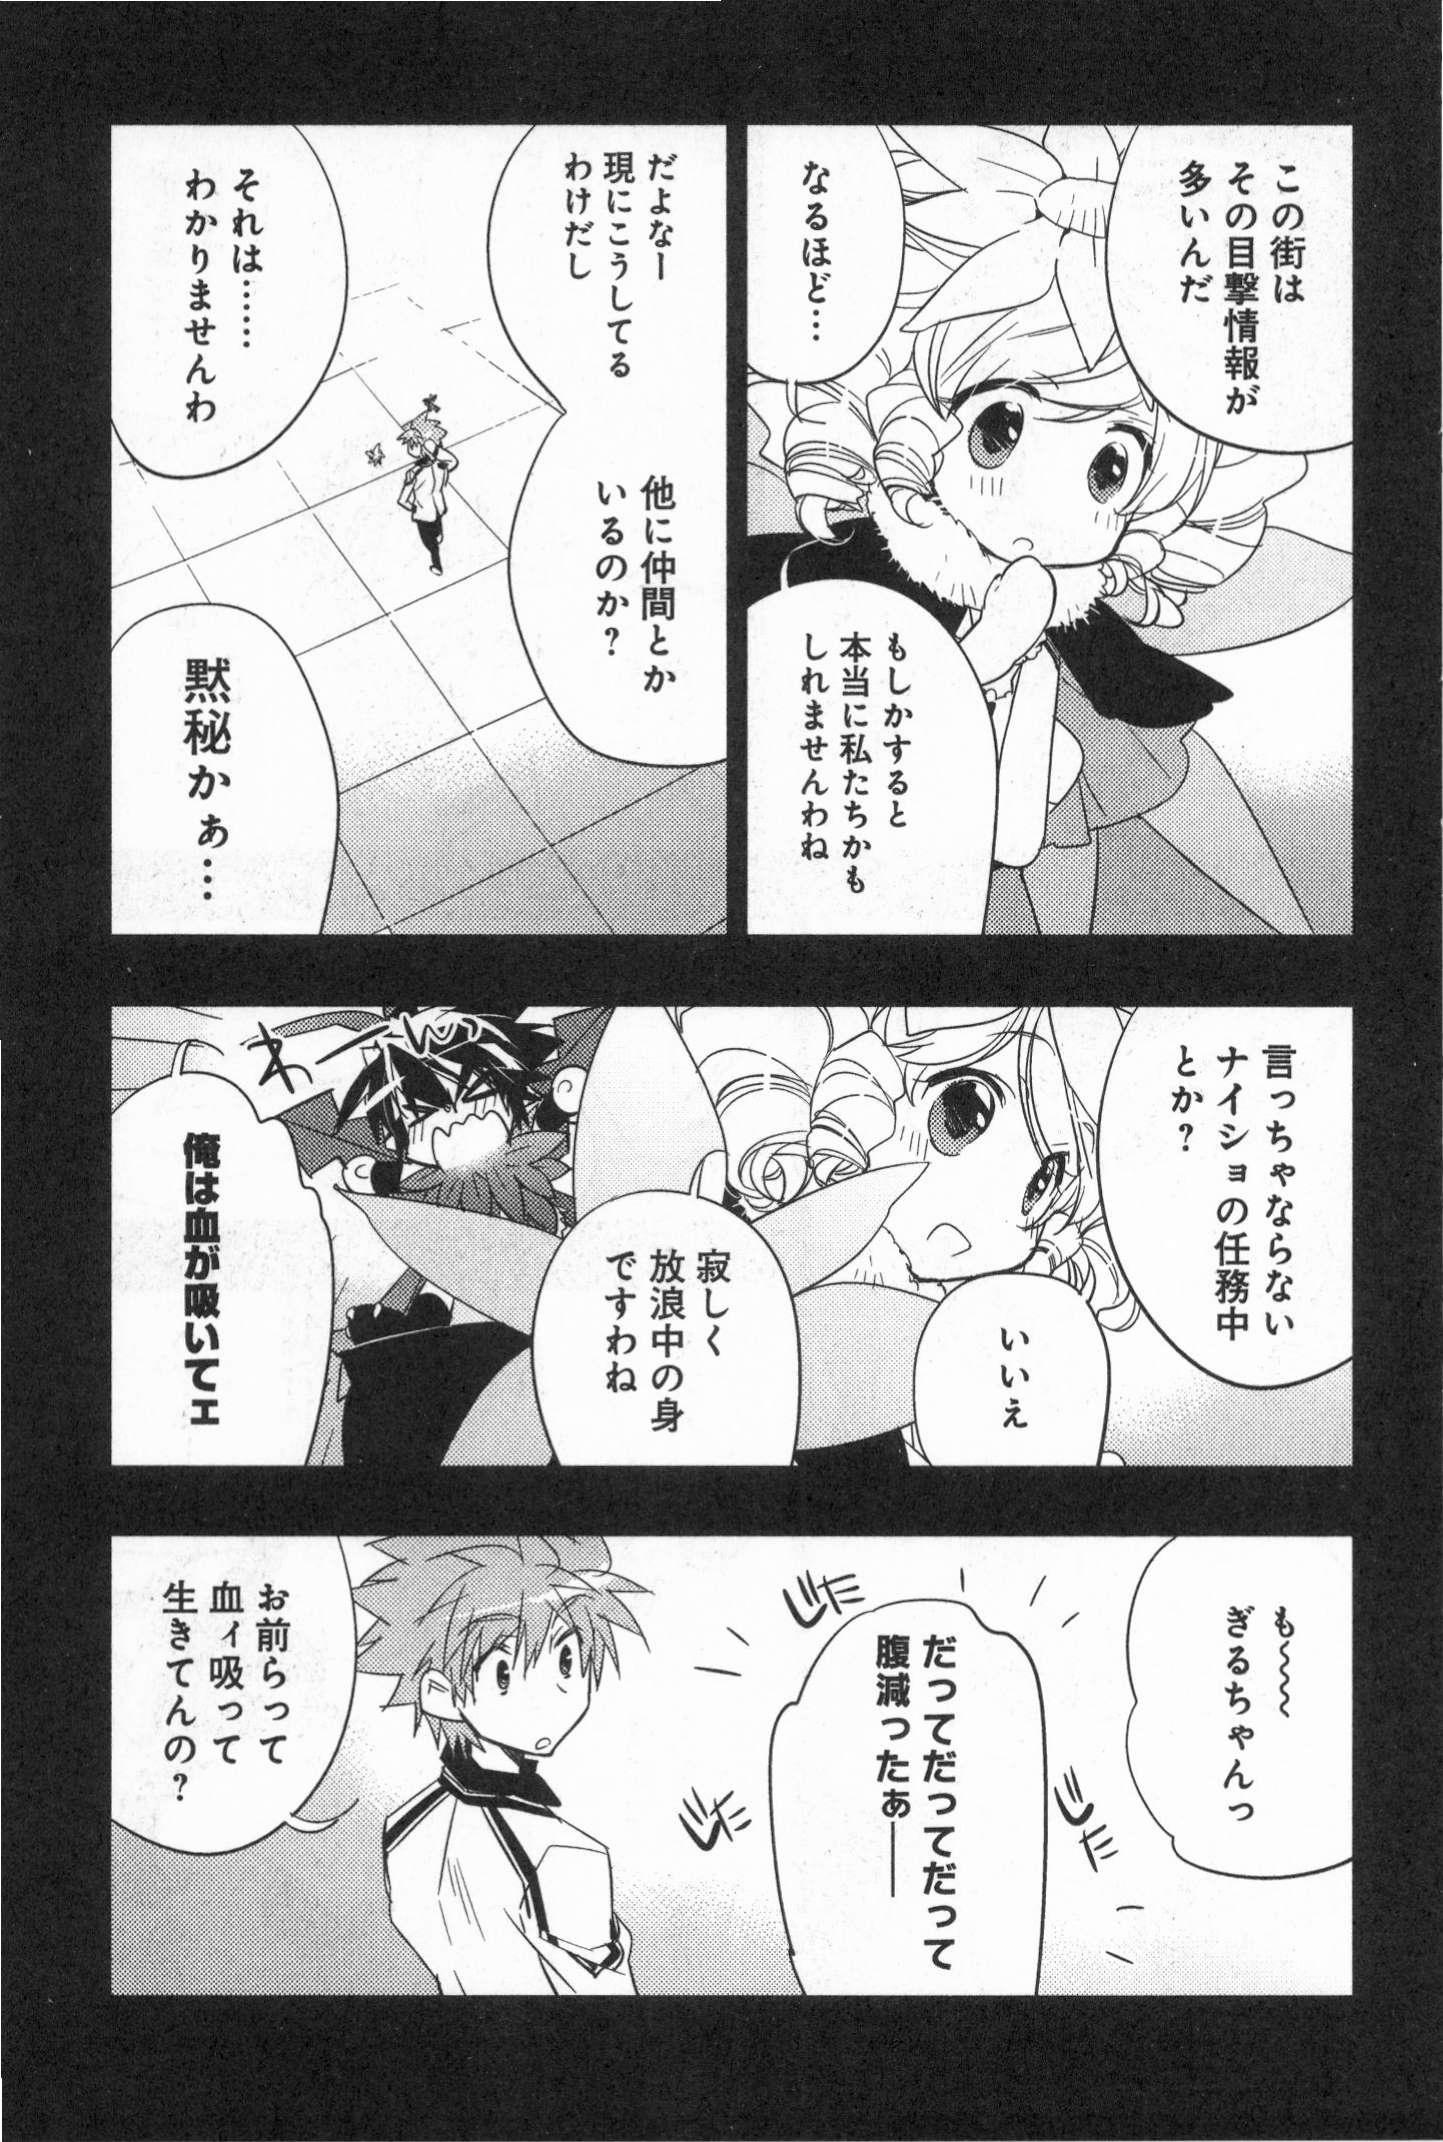 この街は
その目撃情報が
多いんだ
なるほど…
もしかすると
本当に私たちかも
しれませんわね
だよなー
現にこうしてる
わけだし
他に仲間とか
いるのか？
それは……
わかりませんわ
黙秘かぁ…
言っちゃならない
ナイショの任務中
とか？
いいえ
寂しく
放浪中の身
ですわね
わーんっ
俺は血が吸いてェ
も～～～
ぎるちゃんっ
だってだってだって
腹減ったぁ――
じた
じた
じた
お前らって
血ィ吸って
生きてんの？